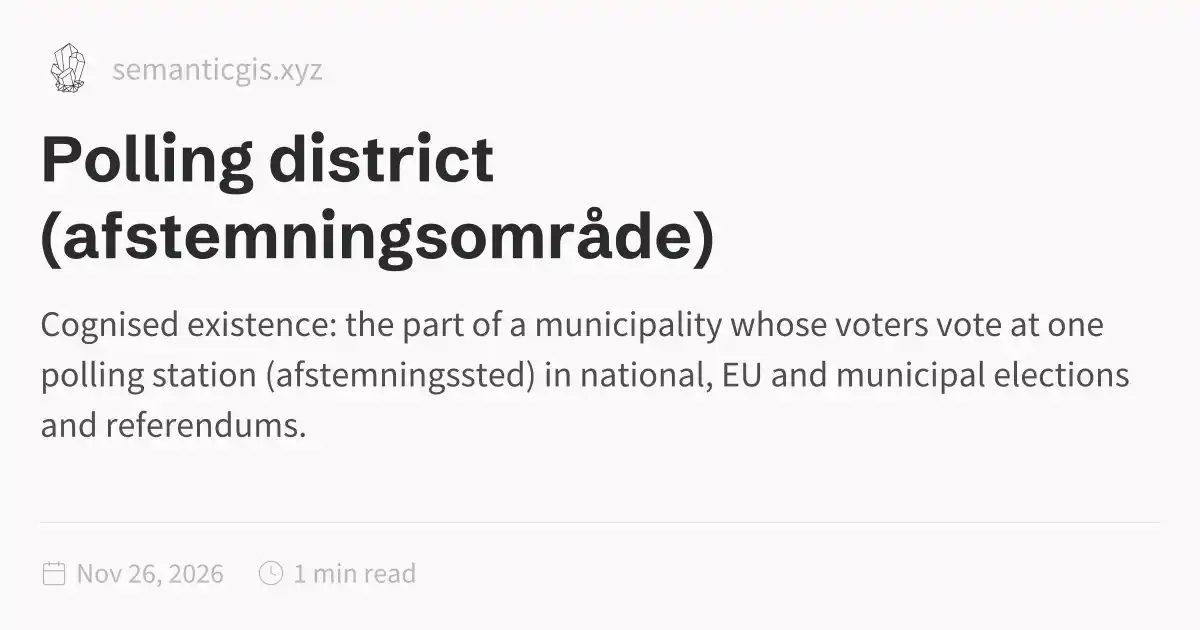 semanticgis.xyz
Polling district
(afstemningsområde)
Cognised existence: the part of a municipality whose voters vote at one
polling station (afstemningssted) in national, EU and municipal elections
and referendums.
Nov 26, 2026 1 min read